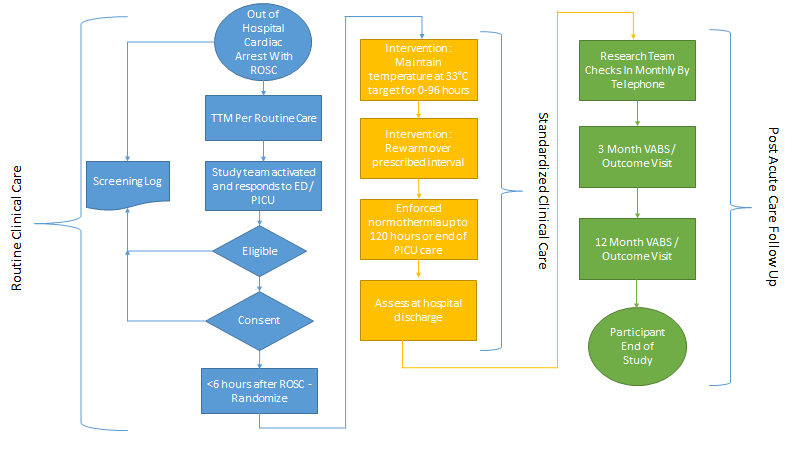 Routine Clinical Care
Out of
Hospital
Cardiac
Arrest With
ROSC
TTM Per Routine Care
Screening Log
Study team activated
and responds to ED /
PICU
Eligible
Consent
<6 hours after ROSC -
Randomize
Intervention:
Maintain
temperature at 33°C
target for 0-96 hours
Intervention:
Rewarm over
prescribed interval
Enforced
normothermia up to
120 hours or end of
PICU care
Assess at hospital
discharge
Standardized Clinical Care
Research Team
Checks In Monthly By
Telephone
3 Month VABS /
Outcome Visit
12 Month VABS /
Outcome Visit
Participant
End of
Study
Post Acute Care Follow Up